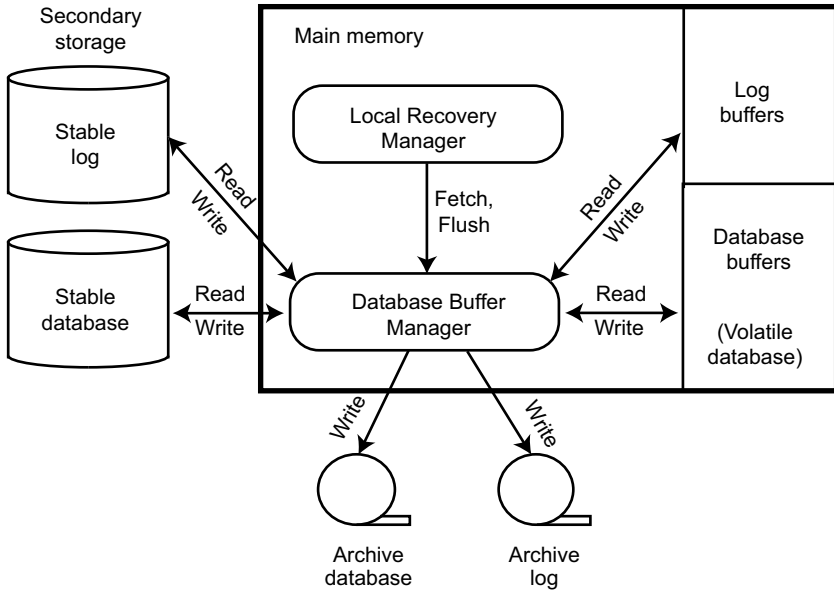 Secondary
storage
Stable
log
Stable
database
Main memory
Local Recovery
Manager
Fetch,
Flush
Read
Write
Read
Write
Database Buffer
Manager
Read
Write
Read
Write
Log
buffers
Database
buffers
(Volatile
database)
Write
Write
Archive
database
Archive
log